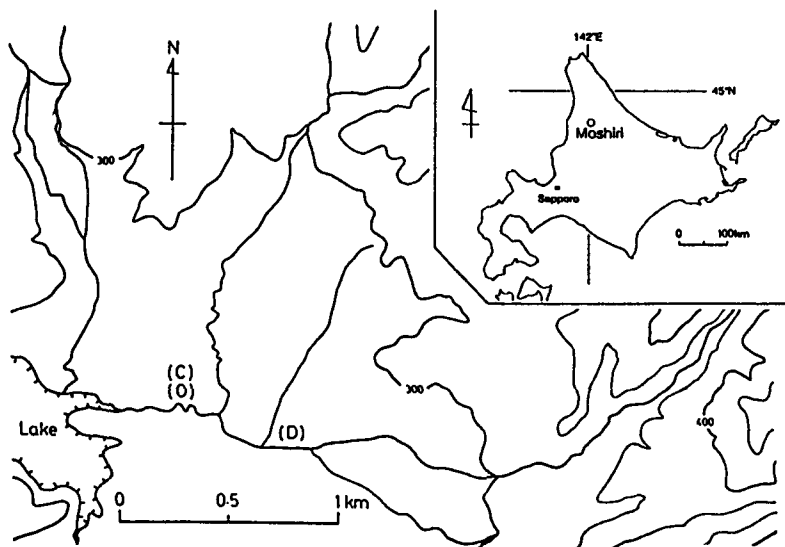 N
300
(C)
(O)
Lake
(D)
300
400
0 0.5 1 km
142°E
45°N
Moshiri
Sapporo
0 100km